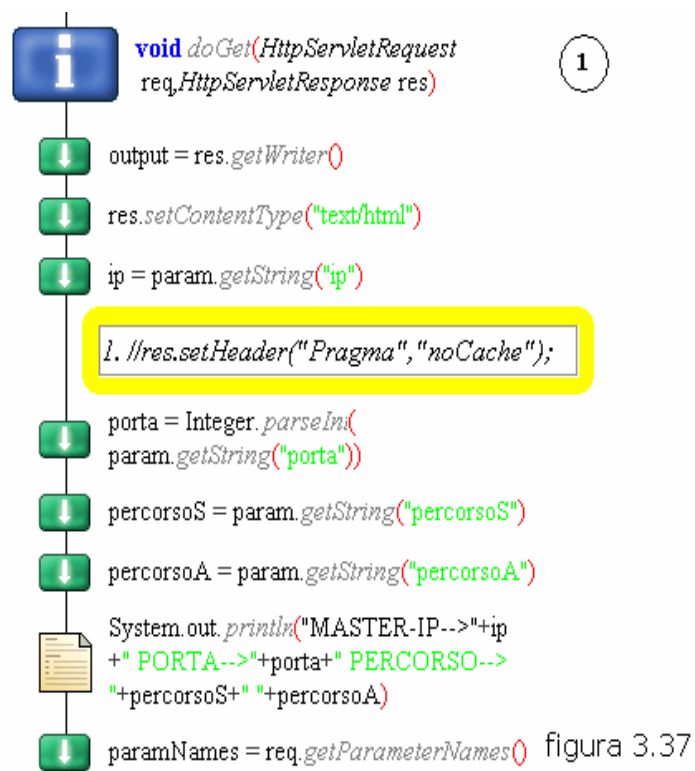 void doGet(HttpServletRequest
req,HttpServletResponse res)
1
output = res.getWriter()
res.setContentType("text/html")
ip = param.getString("ip")
1. //res.setHeader("Pragma","noCache");
porta = Integer.parseInt(
param.getString("porta"))
percorsoS = param.getString("percorsoS")
percorsoA = param.getString("percorsoA")
System.out.println("MASTER-IP-->"+ip
+" PORTA-->"+porta+" PERCORSO-->
"+percorsoS+" "+percorsoA)
paramNames = req.getParameterNames()
figura 3.37